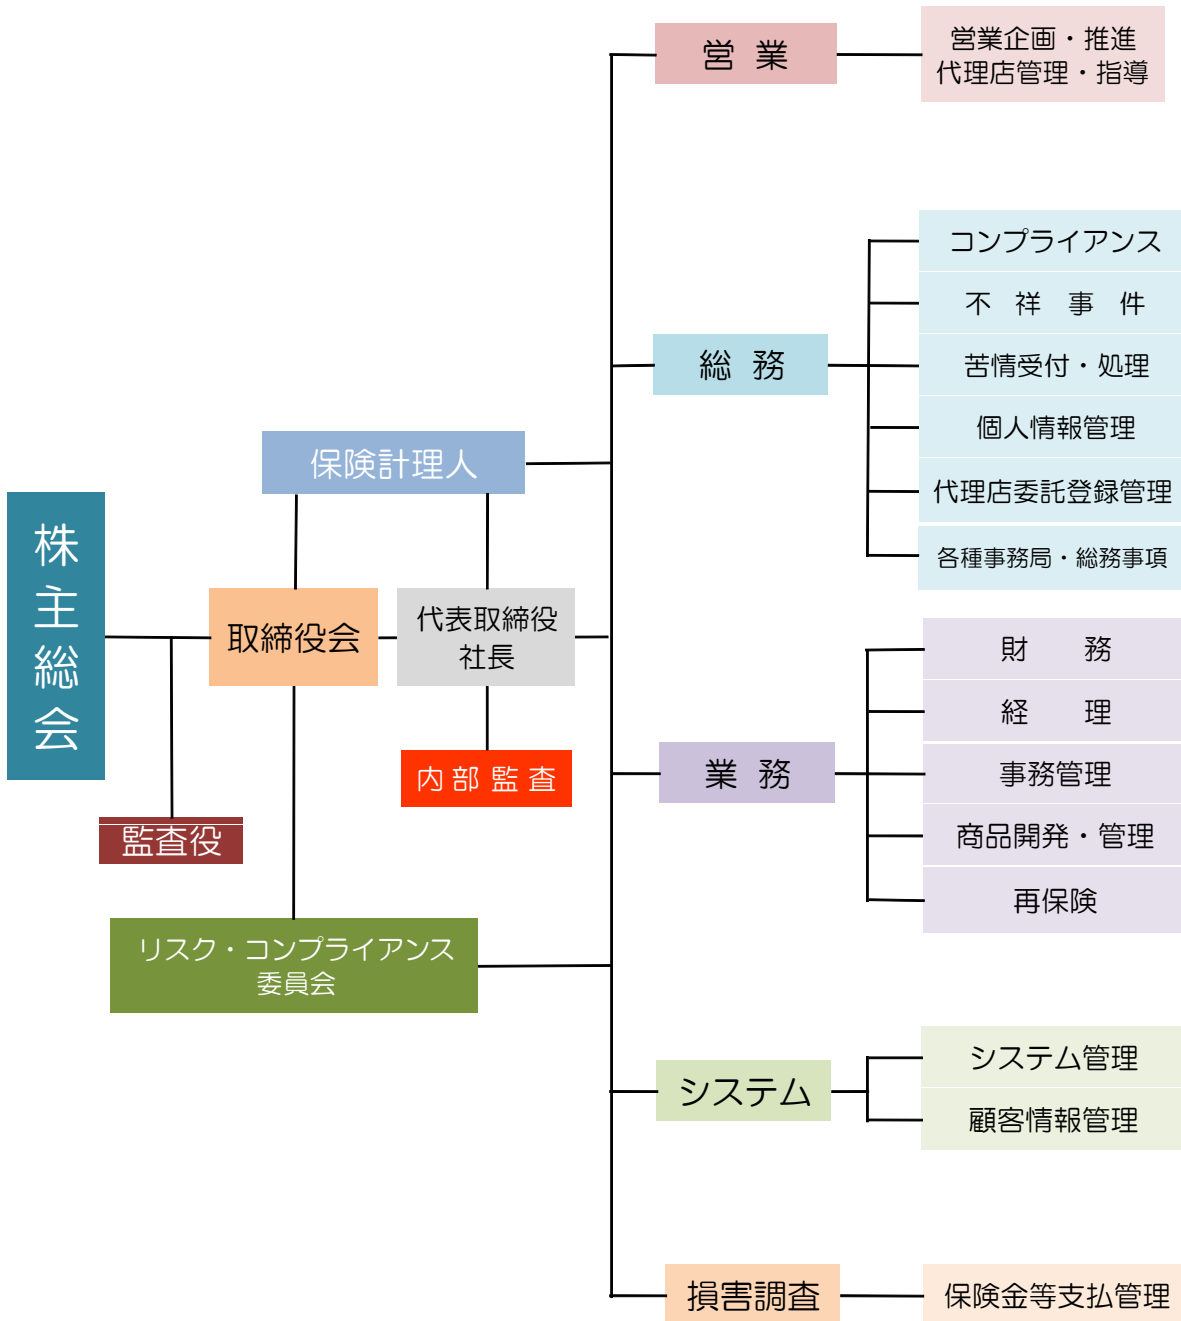 株主総会
監査役
取締役会
保険計理人
代表取締役
社長
内部監査
リスク・コンプライアンス
委員会
営業
営業企画・推進
代理店管理・指導
総務
コンプライアンス
不祥事件
苦情受付・処理
個人情報管理
代理店委託登録管理
各種事務局・総務事項
業務
財務
経理
事務管理
商品開発・管理
再保険
システム
システム管理
顧客情報管理
損害調査
保険金等支払管理